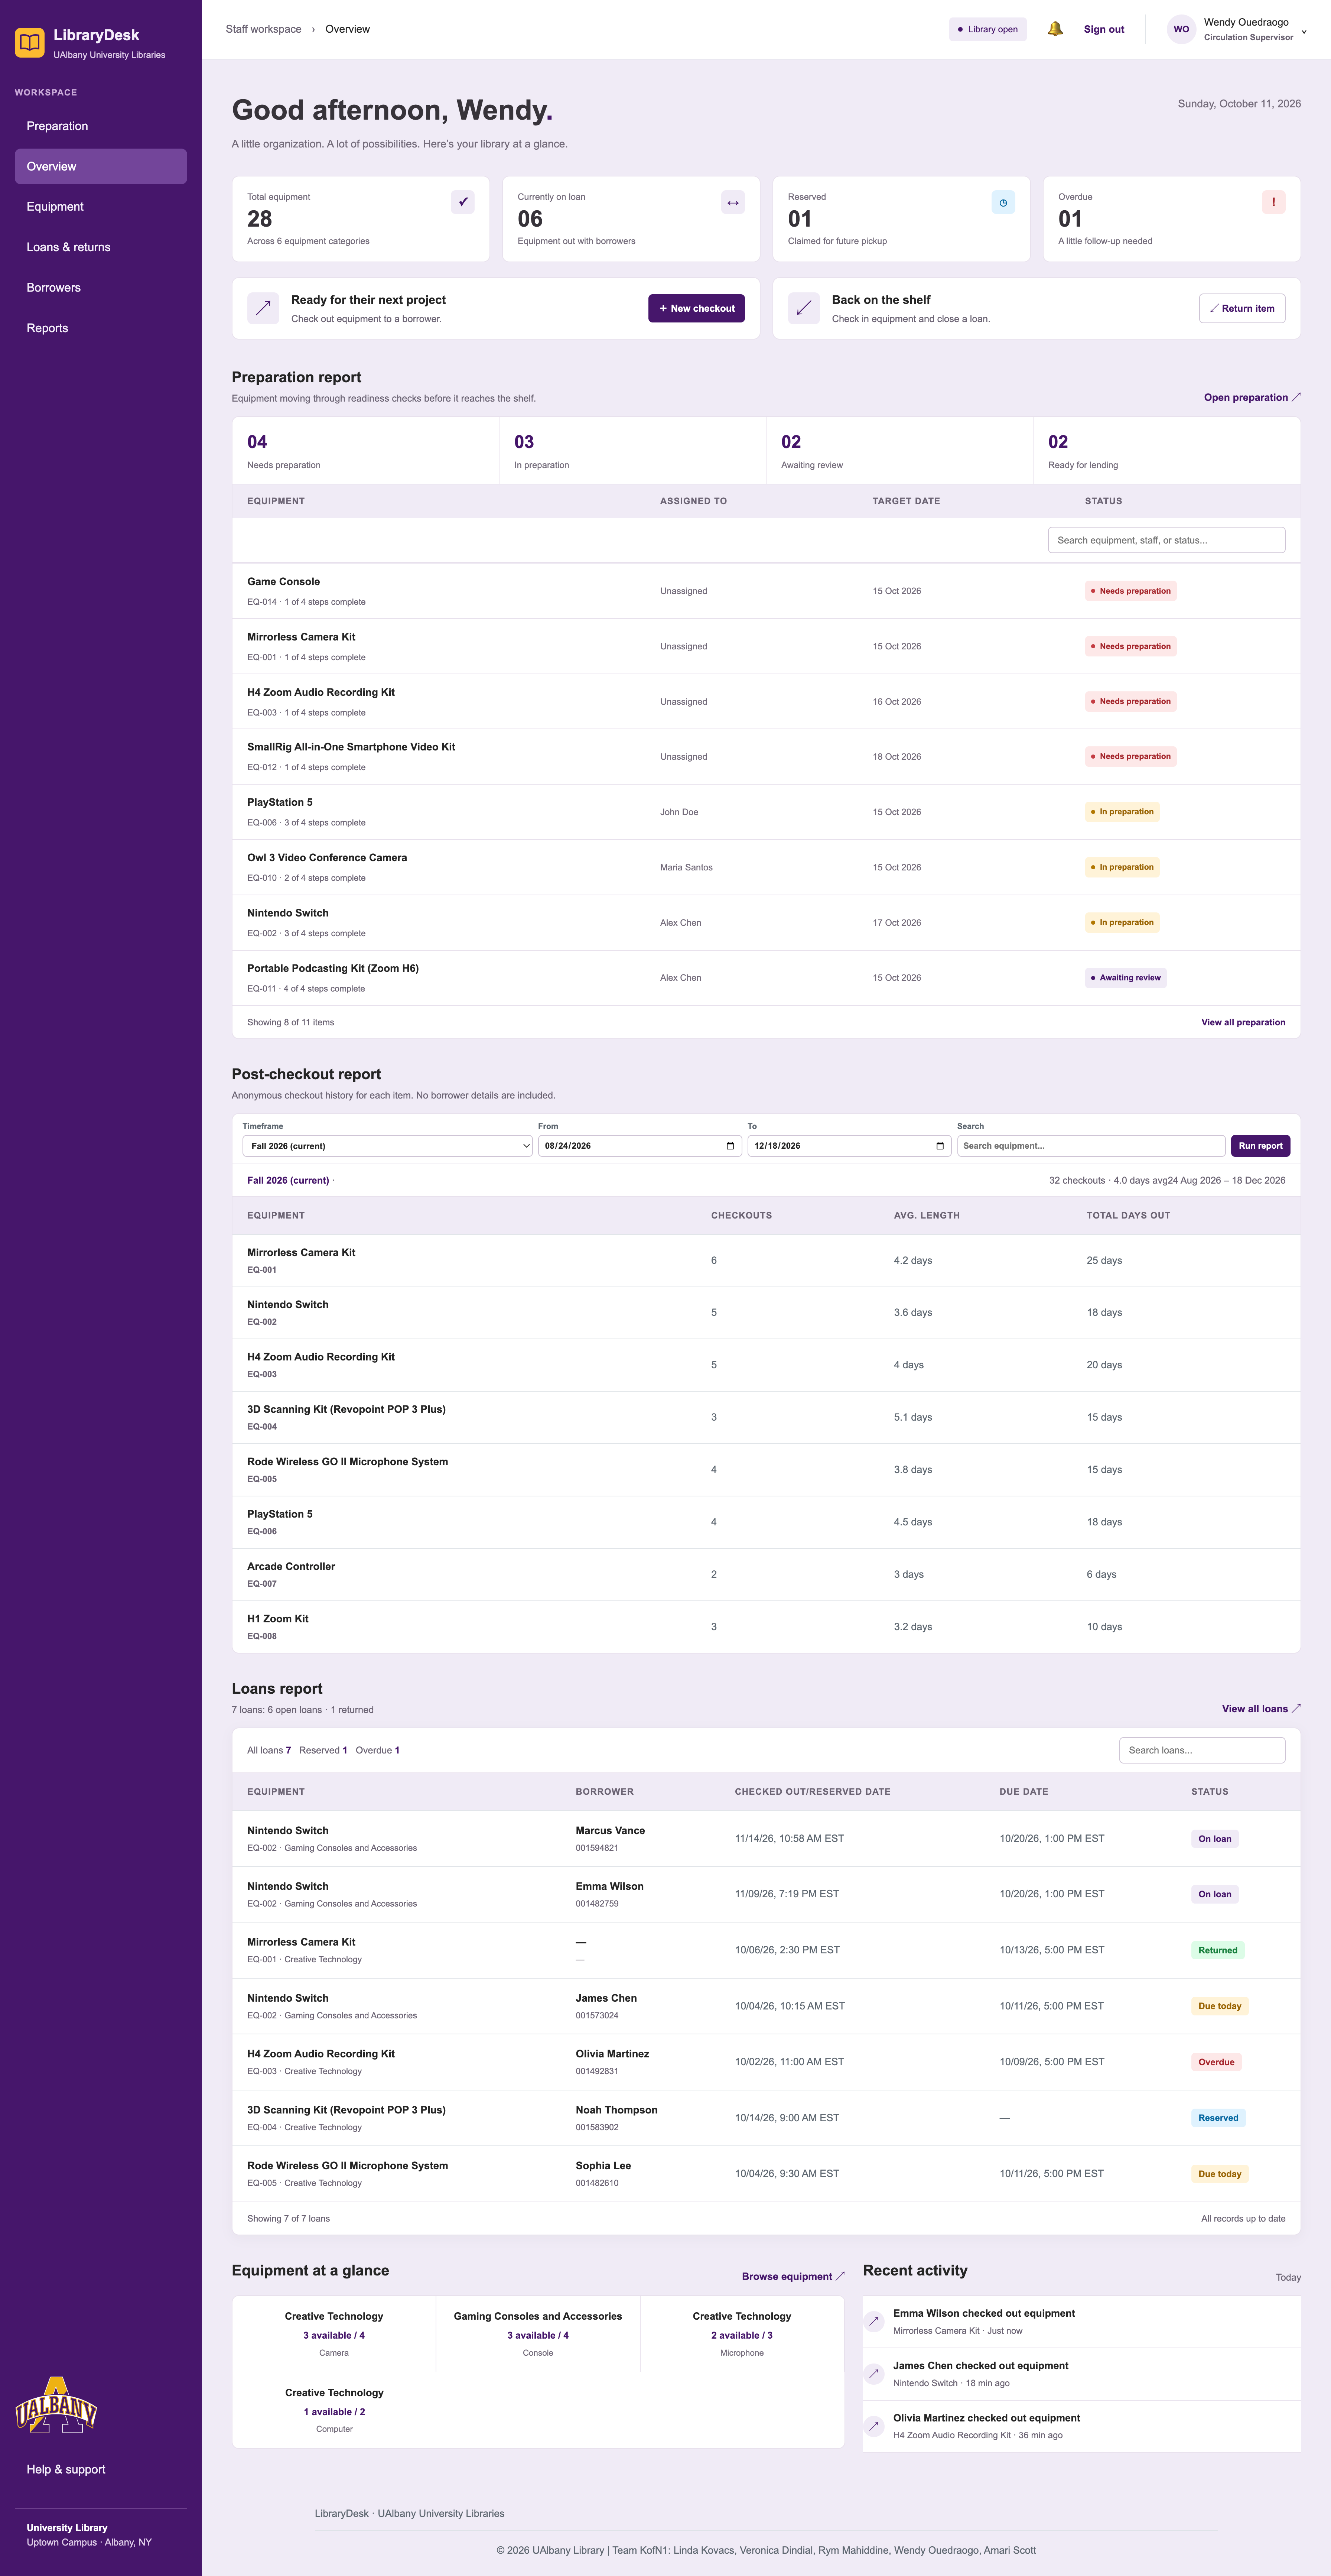 LibraryDesk
UAlbany University Libraries
WORKSPACE
Preparation
Overview
Equipment
Loans & returns
Borrowers
Reports
UALBANY
Help & support
University Library
Uptown Campus · Albany, NY
Staff workspace › Overview
Library open
Sign out
WO
Wendy Ouedraogo
Circulation Supervisor
Good afternoon, Wendy.
Sunday, October 11, 2026
A little organization. A lot of possibilities. Here's your library at a glance.
Total equipment
28
Across 6 equipment categories
Currently on loan
06
Equipment out with borrowers
Reserved
01
Claimed for future pickup
Overdue
01
A little follow-up needed
!
Ready for their next project
Check out equipment to a borrower.
+ New checkout
Back on the shelf
Check in equipment and close a loan.
Return item
Preparation report
Equipment moving through readiness checks before it reaches the shelf.
Open preparation
04
Needs preparation
03
In preparation
02
Awaiting review
02
Ready for lending
EQUIPMENT ASSIGNED TO TARGET DATE STATUS
Search equipment, staff, or status...
Game Console
EQ-014 · 1 of 4 steps complete
Unassigned
15 Oct 2026
Needs preparation
Mirrorless Camera Kit
EQ-001 · 1 of 4 steps complete
Unassigned
15 Oct 2026
Needs preparation
H4 Zoom Audio Recording Kit
EQ-003 · 1 of 4 steps complete
Unassigned
16 Oct 2026
Needs preparation
SmallRig All-in-One Smartphone Video Kit
EQ-012 · 1 of 4 steps complete
Unassigned
18 Oct 2026
Needs preparation
PlayStation 5
EQ-006 · 3 of 4 steps complete
John Doe
15 Oct 2026
In preparation
Owl 3 Video Conference Camera
EQ-010 · 2 of 4 steps complete
Maria Santos
15 Oct 2026
In preparation
Nintendo Switch
EQ-002 · 3 of 4 steps complete
Alex Chen
17 Oct 2026
In preparation
Portable Podcasting Kit (Zoom H6)
EQ-011 · 4 of 4 steps complete
Alex Chen
15 Oct 2026
Awaiting review
Showing 8 of 11 items
View all preparation
Post-checkout report
Anonymous checkout history for each item. No borrower details are included.
Timeframe
Fall 2026 (current)
From
08/24/2026
To
12/18/2026
Search
Search equipment...
Run report
Fall 2026 (current) ·
32 checkouts · 4.0 days avg24 Aug 2026 – 18 Dec 2026
EQUIPMENT CHECKOUTS AVG. LENGTH TOTAL DAYS OUT
Mirrorless Camera Kit
EQ-001
6
4.2 days
25 days
Nintendo Switch
EQ-002
5
3.6 days
18 days
H4 Zoom Audio Recording Kit
EQ-003
5
4 days
20 days
3D Scanning Kit (Revopoint POP 3 Plus)
EQ-004
3
5.1 days
15 days
Rode Wireless GO II Microphone System
EQ-005
4
3.8 days
15 days
PlayStation 5
EQ-006
4
4.5 days
18 days
Arcade Controller
EQ-007
2
3 days
6 days
H1 Zoom Kit
EQ-008
3
3.2 days
10 days
Loans report
7 loans: 6 open loans · 1 returned
View all loans
All loans 7 Reserved 1 Overdue 1
Search loans...
EQUIPMENT BORROWER CHECKED OUT/RESERVED DATE DUE DATE STATUS
Nintendo Switch
EQ-002 · Gaming Consoles and Accessories
Marcus Vance
001594821
11/14/26, 10:58 AM EST
10/20/26, 1:00 PM EST
On loan
Nintendo Switch
EQ-002 · Gaming Consoles and Accessories
Emma Wilson
001482759
11/09/26, 7:19 PM EST
10/20/26, 1:00 PM EST
On loan
Mirrorless Camera Kit
EQ-001 · Creative Technology
—
—
10/06/26, 2:30 PM EST
10/13/26, 5:00 PM EST
Returned
Nintendo Switch
EQ-002 · Gaming Consoles and Accessories
James Chen
001573024
10/04/26, 10:15 AM EST
10/11/26, 5:00 PM EST
Due today
H4 Zoom Audio Recording Kit
EQ-003 · Creative Technology
Olivia Martinez
001492831
10/02/26, 11:00 AM EST
10/09/26, 5:00 PM EST
Overdue
3D Scanning Kit (Revopoint POP 3 Plus)
EQ-004 · Creative Technology
Noah Thompson
001583902
10/14/26, 9:00 AM EST
—
Reserved
Rode Wireless GO II Microphone System
EQ-005 · Creative Technology
Sophia Lee
001482610
10/04/26, 9:30 AM EST
10/11/26, 5:00 PM EST
Due today
Showing 7 of 7 loans
All records up to date
Equipment at a glance
Browse equipment
Creative Technology
3 available / 4
Camera
Gaming Consoles and Accessories
3 available / 4
Console
Creative Technology
2 available / 3
Microphone
Creative Technology
1 available / 2
Computer
Recent activity
Today
Emma Wilson checked out equipment
Mirrorless Camera Kit · Just now
James Chen checked out equipment
Nintendo Switch · 18 min ago
Olivia Martinez checked out equipment
H4 Zoom Audio Recording Kit · 36 min ago
LibraryDesk · UAlbany University Libraries
© 2026 UAlbany Library | Team KofN1: Linda Kovacs, Veronica Dindial, Rym Mahiddine, Wendy Ouedraogo, Amari Scott